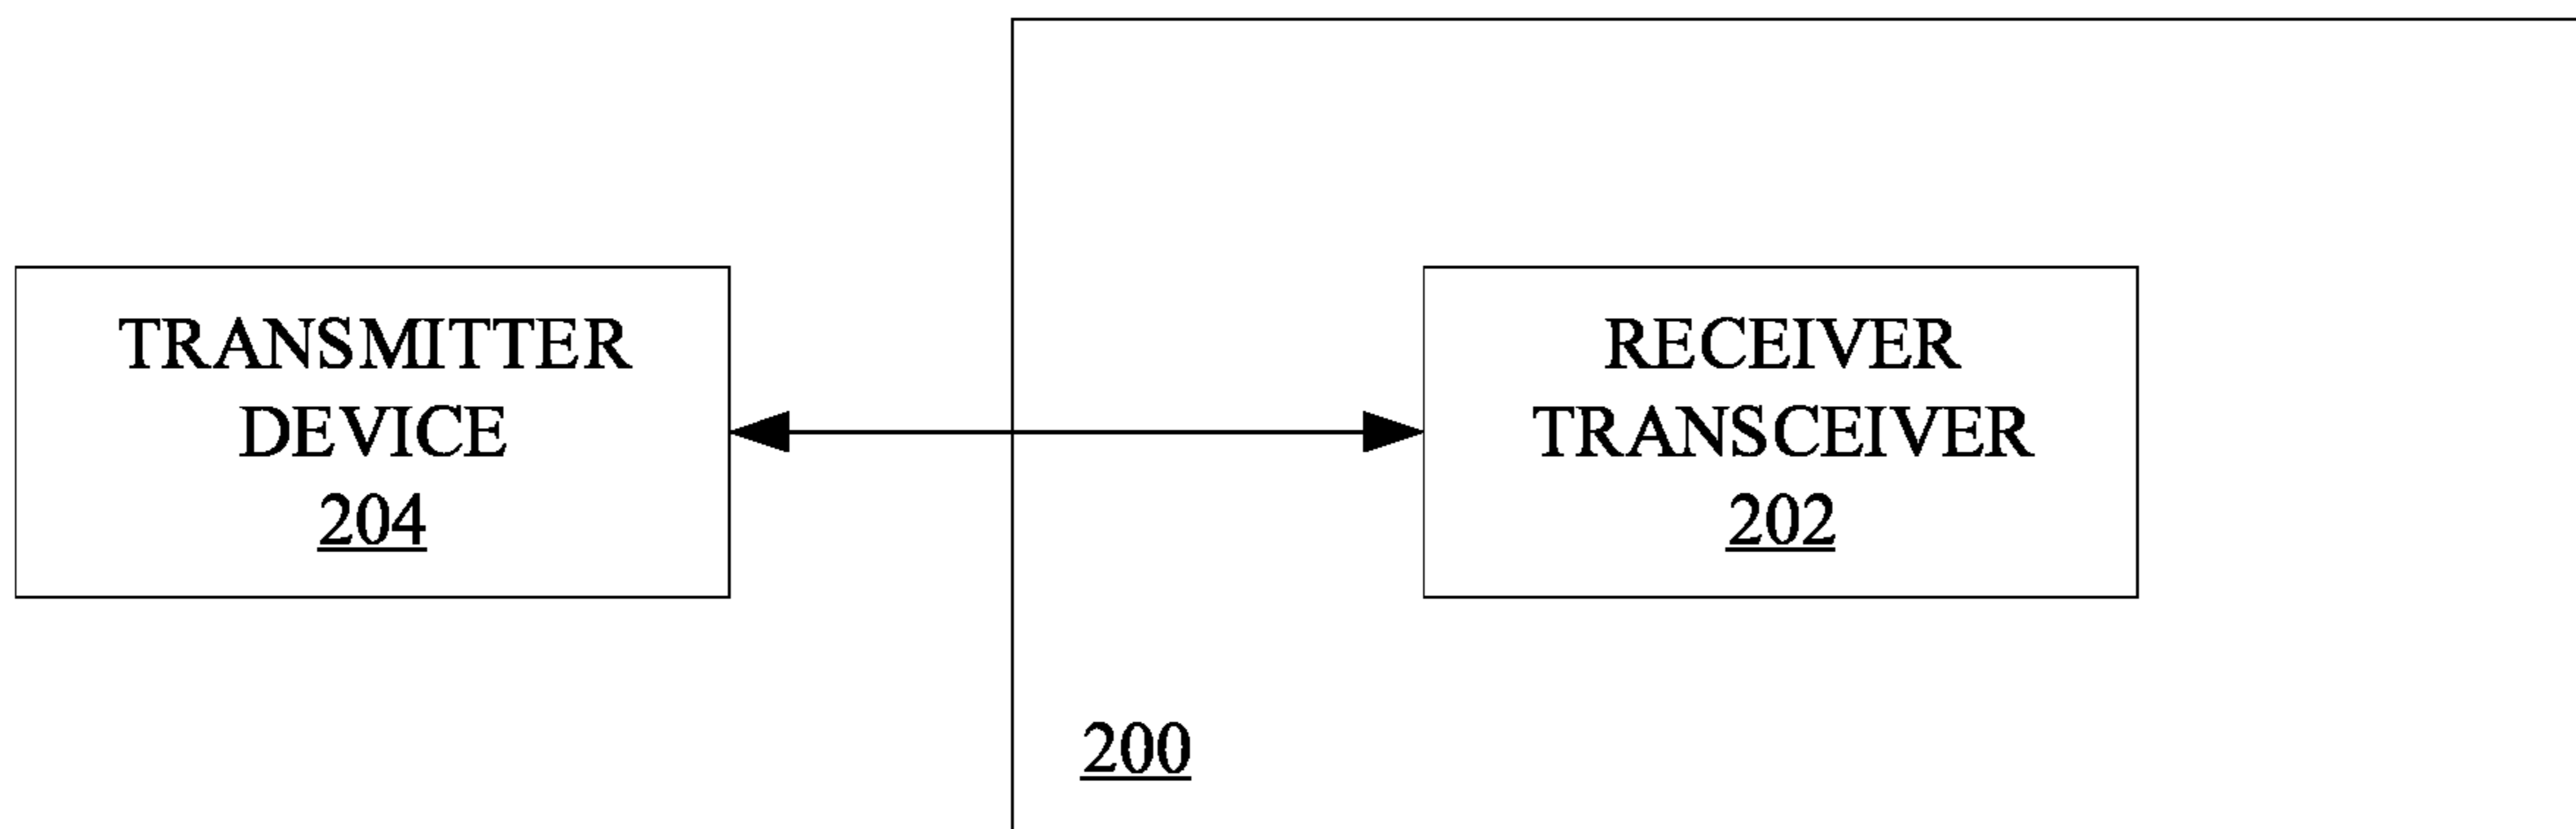 TRANSMITTER
DEVICE
204
RECEIVER
TRANSCEIVER
202
200